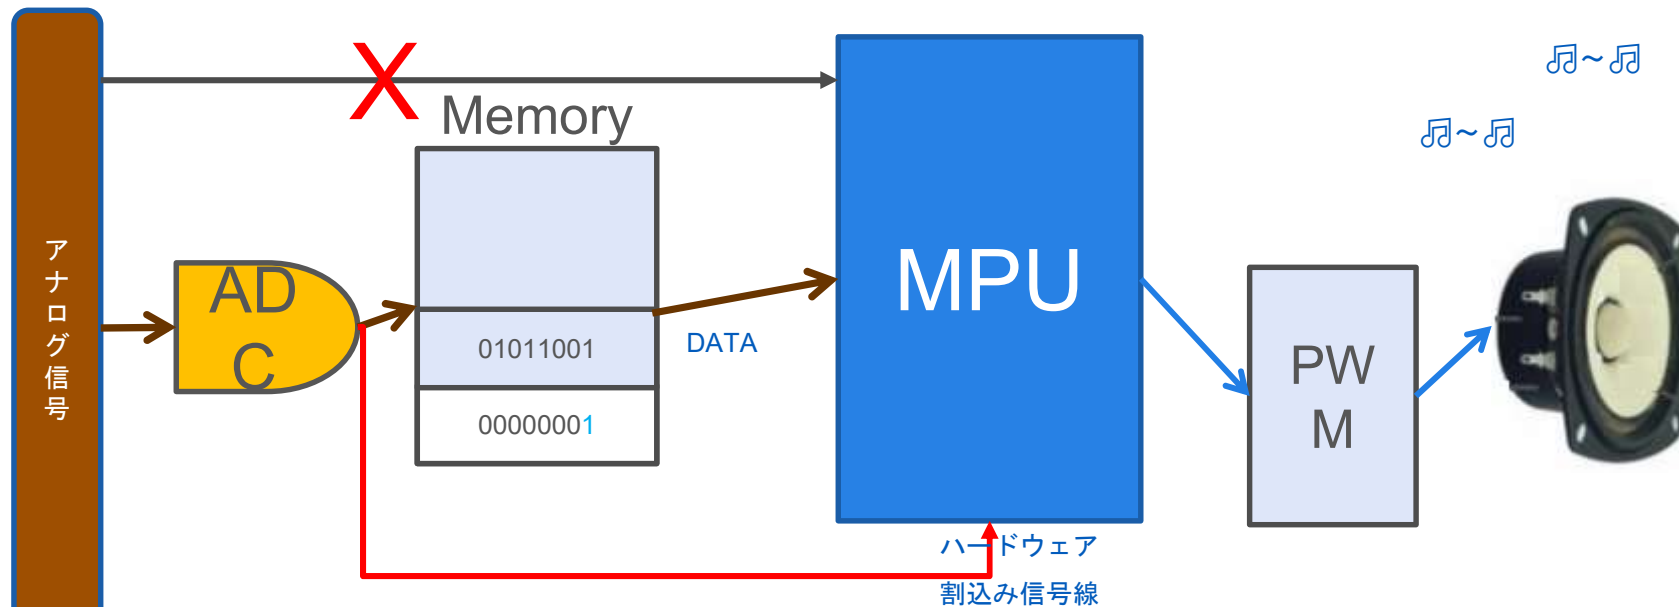 ♫~♫
♫~♫
X
Memory
アナログ信号
AD
C
01011001
00000001
DATA
MPU
PW
M
ハードウェア
割込み信号線